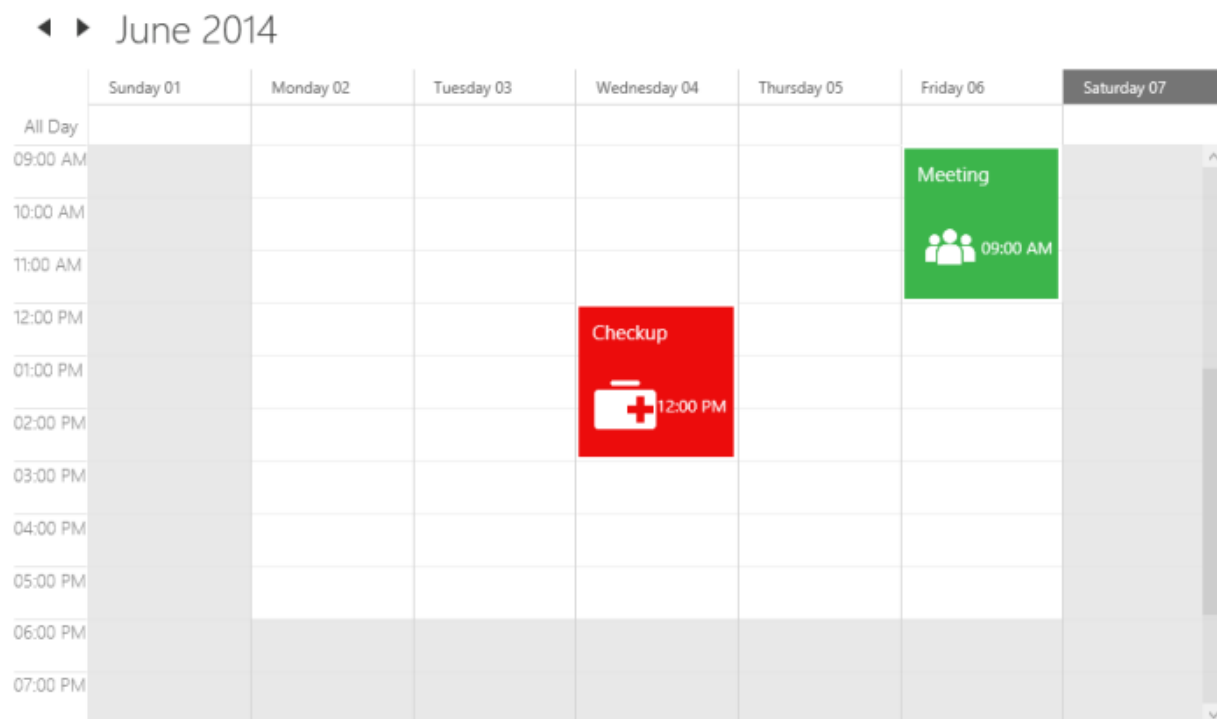 June 2014
Sunday 01 Monday 02 Tuesday 03 Wednesday 04 Thursday 05 Friday 06 Saturday 07
All Day
09:00 AM
Meeting
10:00 AM
09:00 AM
11:00 AM
12:00 PM
Checkup
01:00 PM
12:00 PM
02:00 PM
03:00 PM
04:00 PM
05:00 PM
06:00 PM
07:00 PM